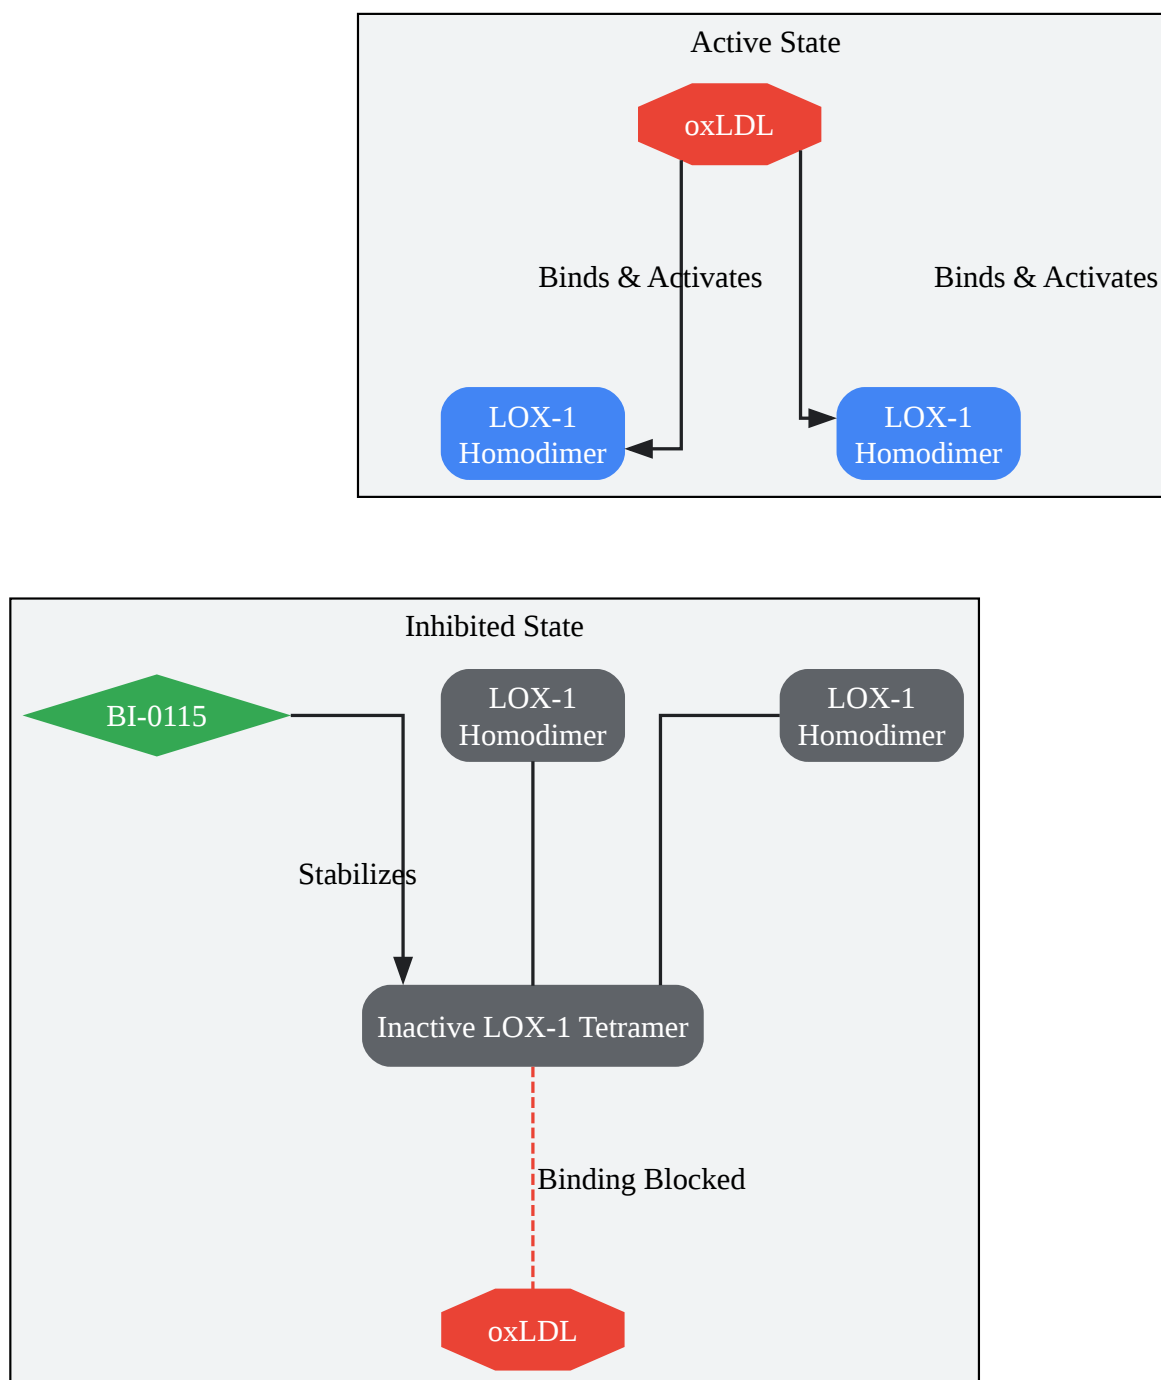 Active State
oxLDL
Binds & Activates
Binds & Activates
LOX-1
Homodimer
LOX-1
Homodimer
Inhibited State
BI-0115
LOX-1
Homodimer
LOX-1
Homodimer
Stabilizes
Inactive LOX-1 Tetramer
Binding Blocked
oxLDL